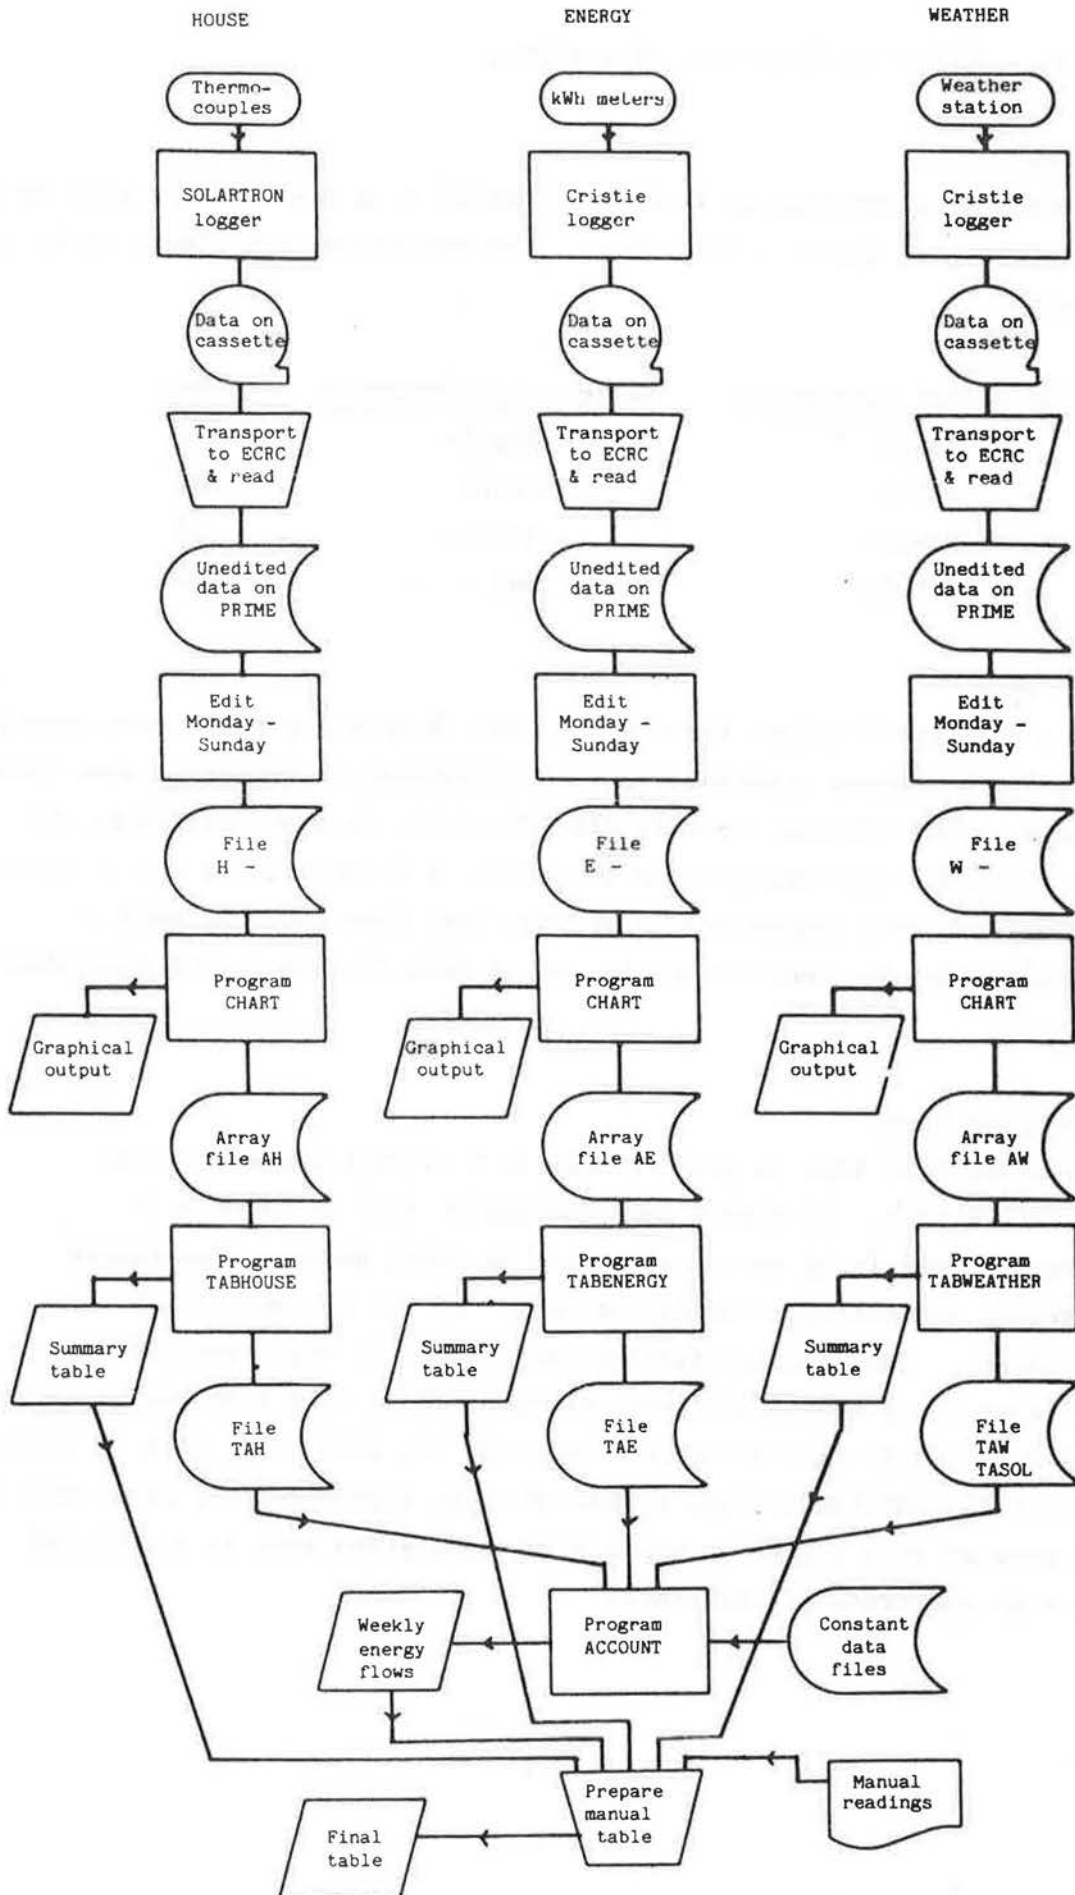 HOUSE
ENERGY
WEATHER
Thermo-
couples
kWh meters
Weather
station
SOLARTRON
logger
Cristie
logger
Cristie
logger
Data on
cassette
Data on
cassette
Data on
cassette
Transport
to ECRC
& read
Transport
to ECRC
& read
Transport
to ECRC
& read
Unedited
data on
PRIME
Unedited
data on
PRIME
Unedited
data on
PRIME
Edit
Monday -
Sunday
Edit
Monday -
Sunday
Edit
Monday -
Sunday
File
H -
File
E -
File
W -
Program
CHART
Program
CHART
Program
CHART
Graphical
output
Graphical
output
Graphical
output
Array
file AH
Array
file AE
Array
file AW
Program
TABHOUSE
Program
TABENERGY
Program
TABWEATHER
Summary
table
Summary
table
Summary
table
File
TAH
File
TAE
File
TAW
TASOL
Weekly
energy
flows
Program
ACCOUNT
Constant
data
files
Prepare
manual
table
Manual
readings
Final
table